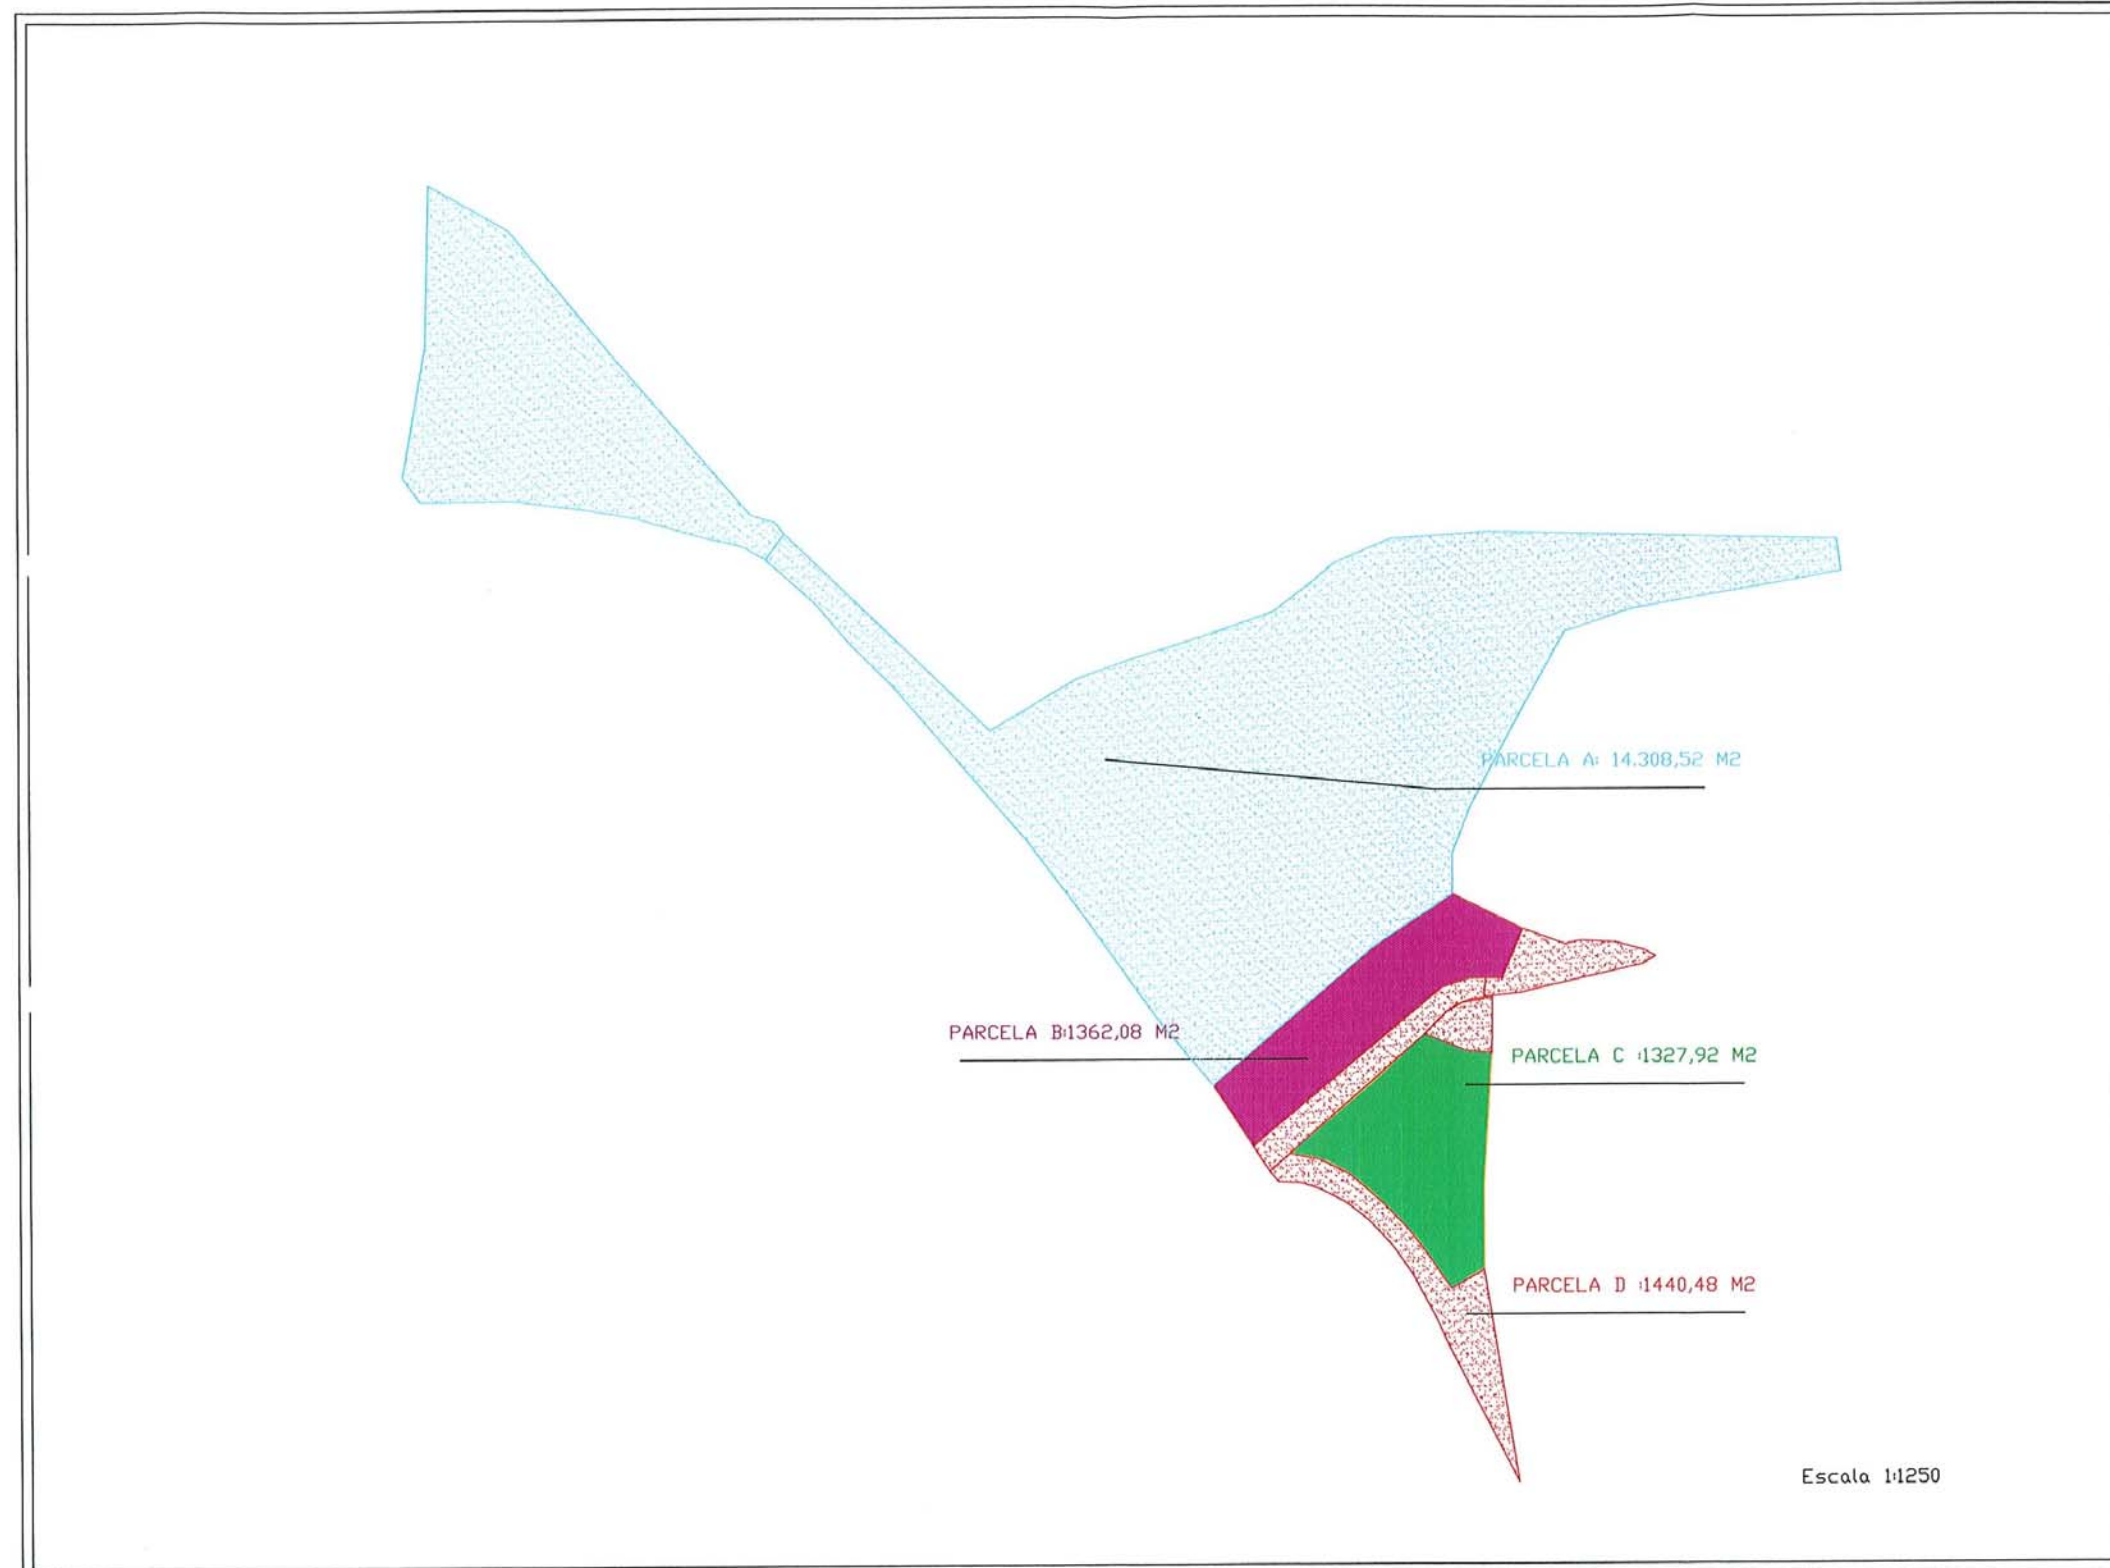 PARCELA A: 14.308,52 M2
PARCELA B:1362,08 M2
PARCELA C :1327,92 M2
PARCELA D :1440,48 M2
Escala 1:1250